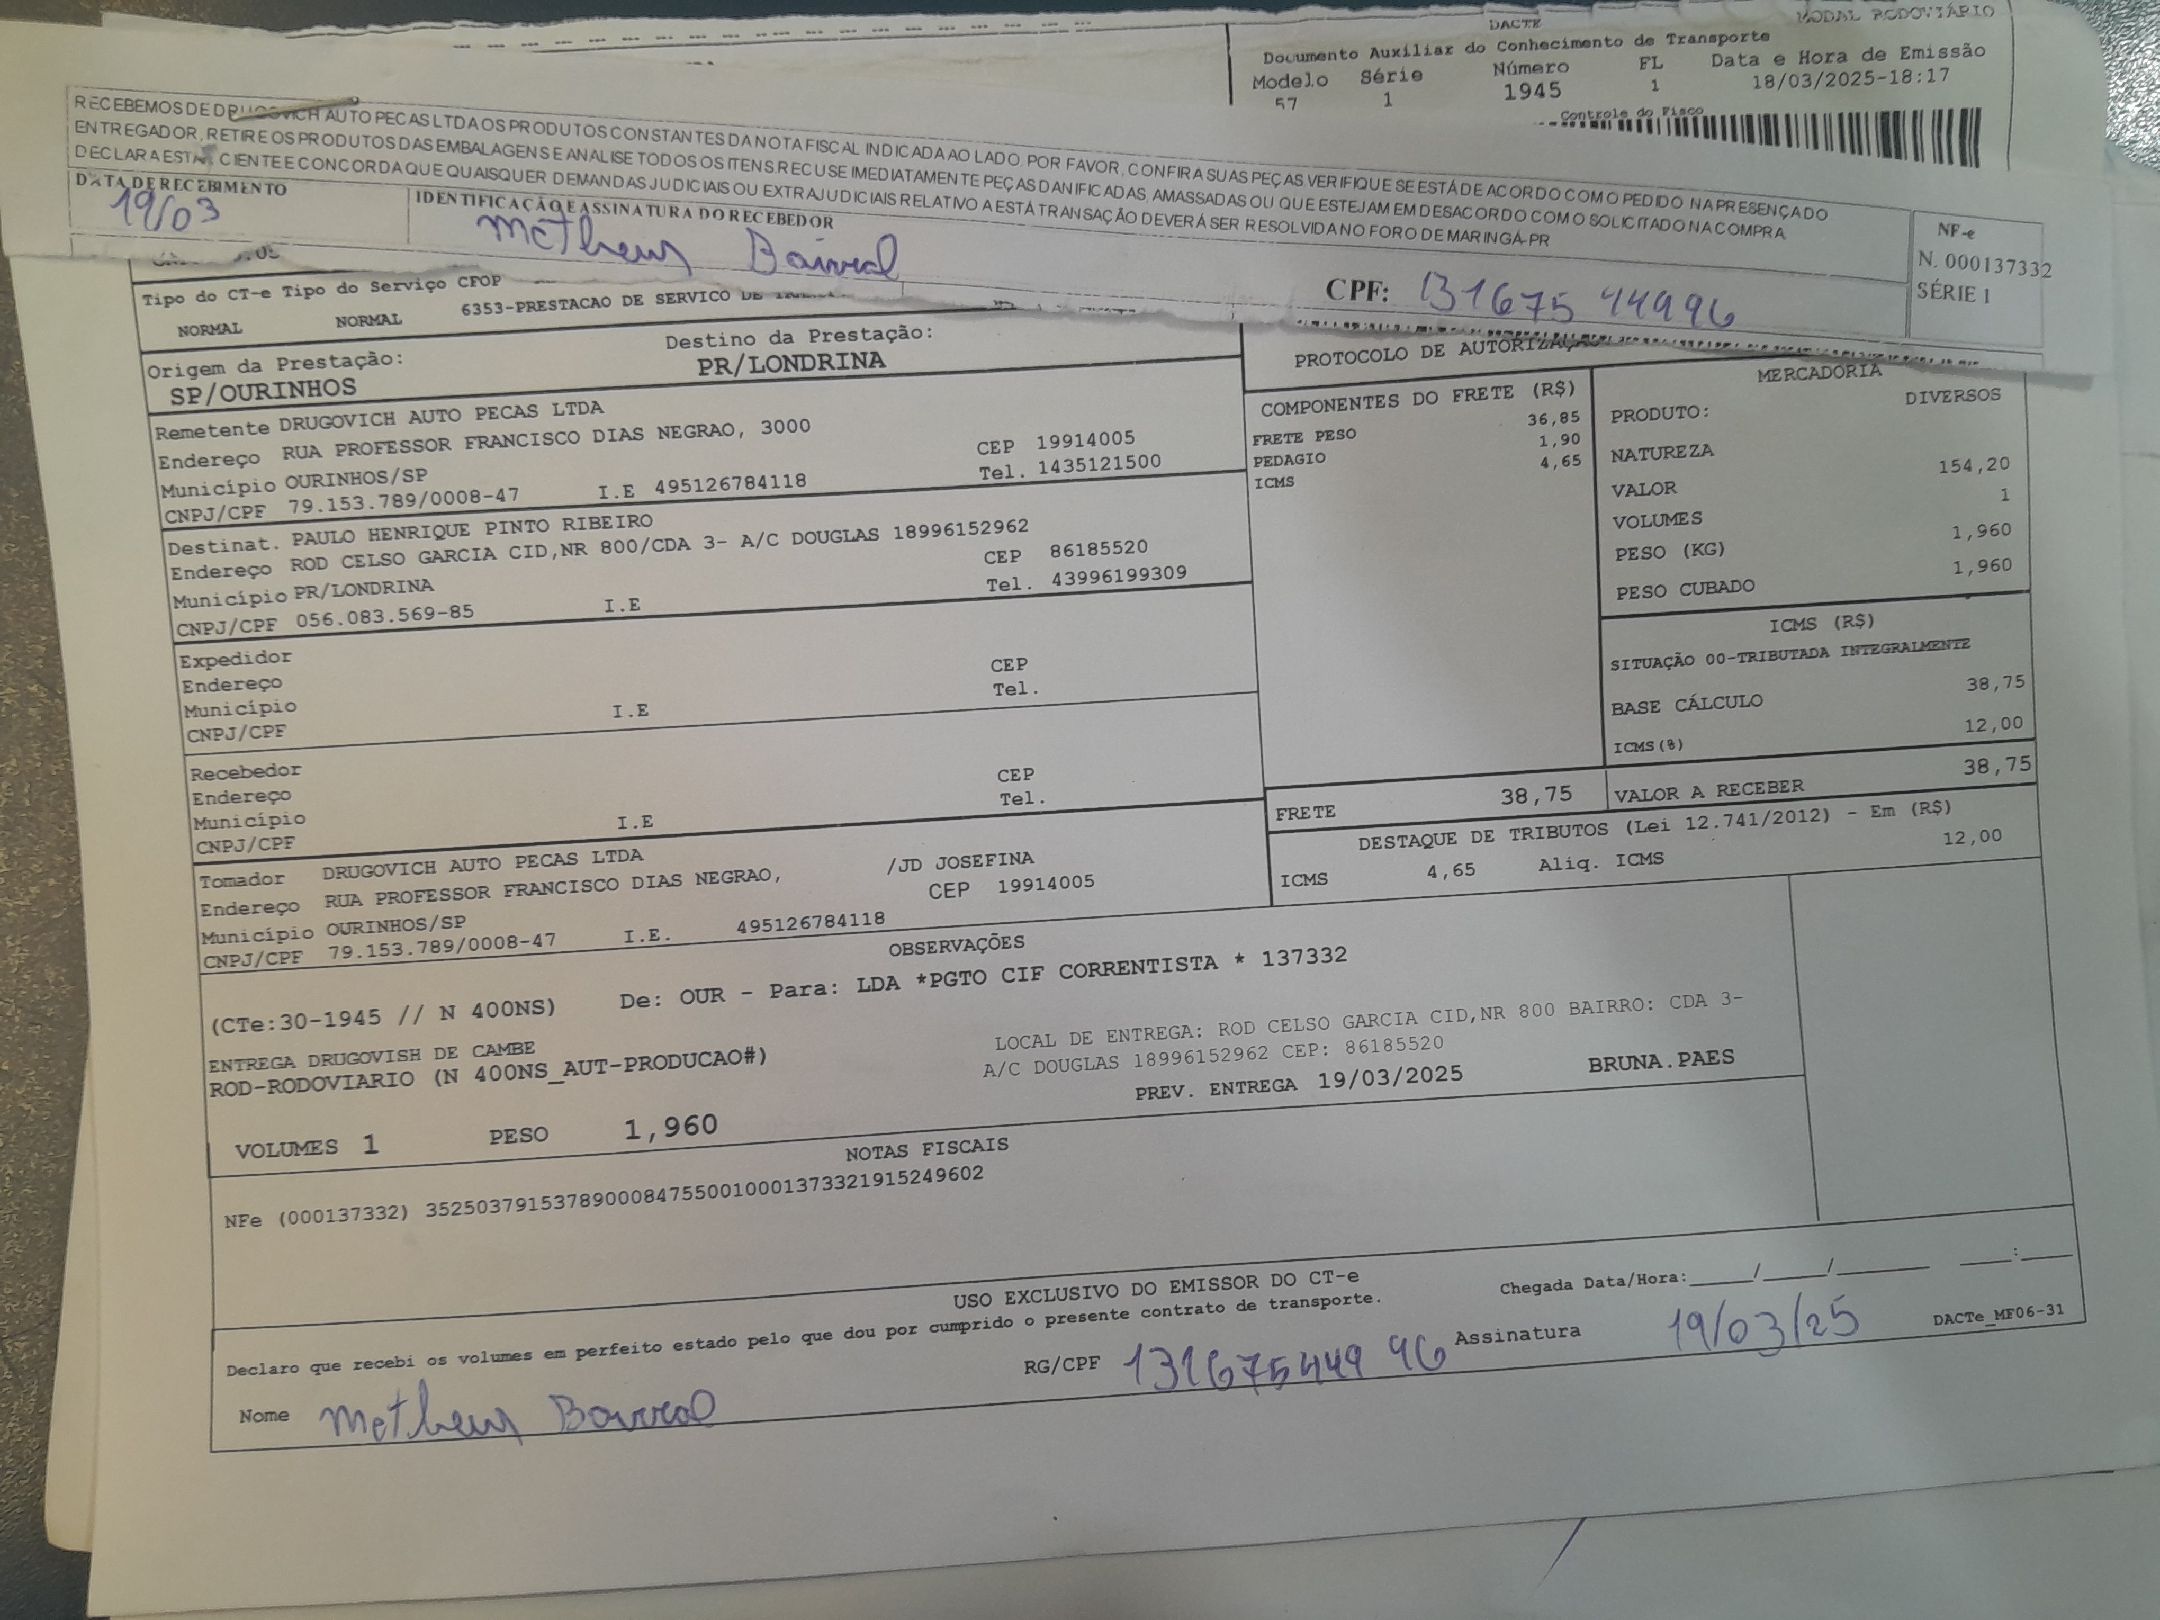 DACTE
MODAL RODOVIÁRIO
Documento Auxiliar do Conhecimento de Transporte
Modelo Série Número FL Data e Hora de Emissão
57 1 1945 1 18/03/2025-18:17
Controle do Fisco
RECEBEMOS DE DRUGOVICH AUTO PECAS LTDA OS PRODUTOS CONSTANTES DA NOTA FISCAL INDICADA AO LADO. POR FAVOR, CONFIRA SUAS PEÇAS VERIFIQUE SE ESTÁ DE ACORDO COM O PEDIDO NA PRESENÇA DO
ENTREGADOR, RETIRE OS PRODUTOS DAS EMBALAGENS E ANALISE TODOS OS ITENS. RECUSE IMEDIATAMENTE PEÇAS DANIFICADAS, AMASSADAS OU QUE ESTEJAM EM DESACORDO COM O SOLICITADO NA COMPRA
DECLARA ESTAR CIENTE E CONCORDA QUE QUAISQUER DEMANDAS JUDICIAIS OU EXTRAJUDICIAIS RELATIVO A ESTÁ TRANSAÇÃO DEVERÁ SER RESOLVIDA NO FORO DE MARINGÁ-PR
DATA DE RECEBIMENTO
19/03
IDENTIFICAÇÃO E ASSINATURA DO RECEBEDOR
Metheus Bairral
CPF: 131675 44996
NF-e
N. 000137332
SÉRIE 1
Tipo do CT-e Tipo do Serviço CFOP
NORMAL NORMAL 6353-PRESTACAO DE SERVICO DE
Origem da Prestação: Destino da Prestação:
SP/OURINHOS PR/LONDRINA
PROTOCOLO DE AUTORIZAÇÃO
Remetente DRUGOVICH AUTO PECAS LTDA
Endereço RUA PROFESSOR FRANCISCO DIAS NEGRAO, 3000
CEP 19914005
Município OURINHOS/SP
Tel. 1435121500
CNPJ/CPF 79.153.789/0008-47 I.E 495126784118
Destinat. PAULO HENRIQUE PINTO RIBEIRO
Endereço ROD CELSO GARCIA CID,NR 800/CDA 3- A/C DOUGLAS 18996152962
CEP 86185520
Município PR/LONDRINA
Tel. 43996199309
CNPJ/CPF 056.083.569-85 I.E
Expedidor
Endereço CEP
Município Tel.
CNPJ/CPF I.E
Recebedor
Endereço CEP
Município Tel.
CNPJ/CPF I.E
Tomador DRUGOVICH AUTO PECAS LTDA
Endereço RUA PROFESSOR FRANCISCO DIAS NEGRAO, /JD JOSEFINA
Município OURINHOS/SP CEP 19914005
CNPJ/CPF 79.153.789/0008-47 I.E. 495126784118
COMPONENTES DO FRETE (R$)
FRETE PESO 36,85
PEDAGIO 1,90
ICMS 4,65
MERCADORIA
PRODUTO: DIVERSOS
NATUREZA
VALOR 154,20
VOLUMES 1
PESO (KG) 1,960
PESO CUBADO 1,960
ICMS (R$)
SITUAÇÃO 00-TRIBUTADA INTEGRALMENTE
BASE CÁLCULO 38,75
ICMS(%) 12,00
FRETE 38,75 VALOR A RECEBER 38,75
DESTAQUE DE TRIBUTOS (Lei 12.741/2012) - Em (R$)
ICMS 4,65 Aliq. ICMS 12,00
OBSERVAÇÕES
(CTe:30-1945 // N 400NS) De: OUR - Para: LDA *PGTO CIF CORRENTISTA * 137332
ENTREGA DRUGOVISH DE CAMBE
ROD-RODOVIARIO (N 400NS_AUT-PRODUCAO#)
LOCAL DE ENTREGA: ROD CELSO GARCIA CID,NR 800 BAIRRO: CDA 3-
A/C DOUGLAS 18996152962 CEP: 86185520
PREV. ENTREGA 19/03/2025 BRUNA.PAES
VOLUMES 1 PESO 1,960
NOTAS FISCAIS
NFe (000137332) 35250379153789000847550010001373321915249602
USO EXCLUSIVO DO EMISSOR DO CT-e
Declaro que recebi os volumes em perfeito estado pelo que dou por cumprido o presente contrato de transporte.
Chegada Data/Hora:_____/_____/________ ____:____
Nome Metheus Bairral
RG/CPF 131675449 96
Assinatura 19/03/25
DACTe_MF06-31